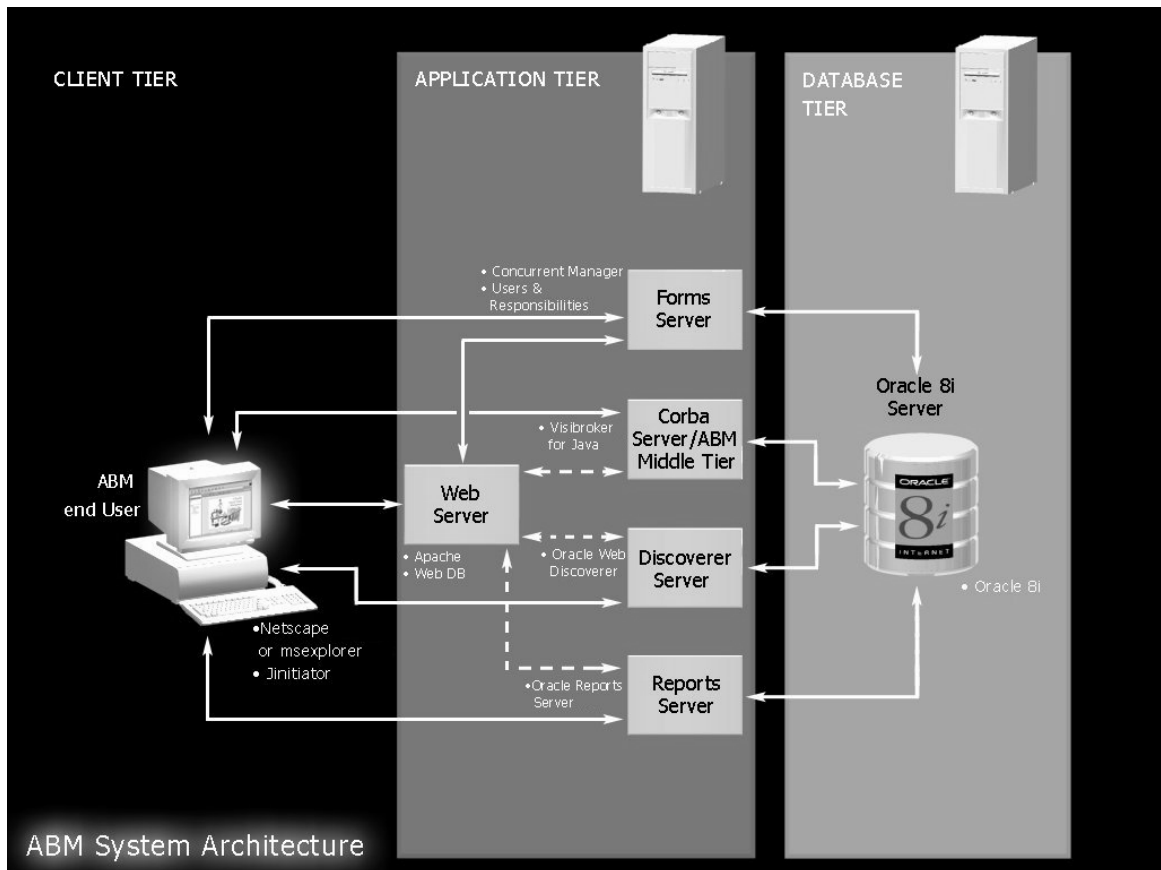 CLIENT TIER
APPLICATION TIER
DATABASE
TIER
• Concurrent Manager
• Users &
Responsibilities
Forms
Server
Oracle 8i
Server
• Visibroker
for Java
Corba
Server/ABM
Middle Tier
ABM
end User
Web
Server
ORACLE
8i
INTERNET
• Apache
• Web DB
• Oracle Web
Discoverer
Discoverer
Server
• Oracle 8i
•Netscape
or msexplorer
• Jinitiator
•Oracle Reports
Server
Reports
Server
ABM System Architecture